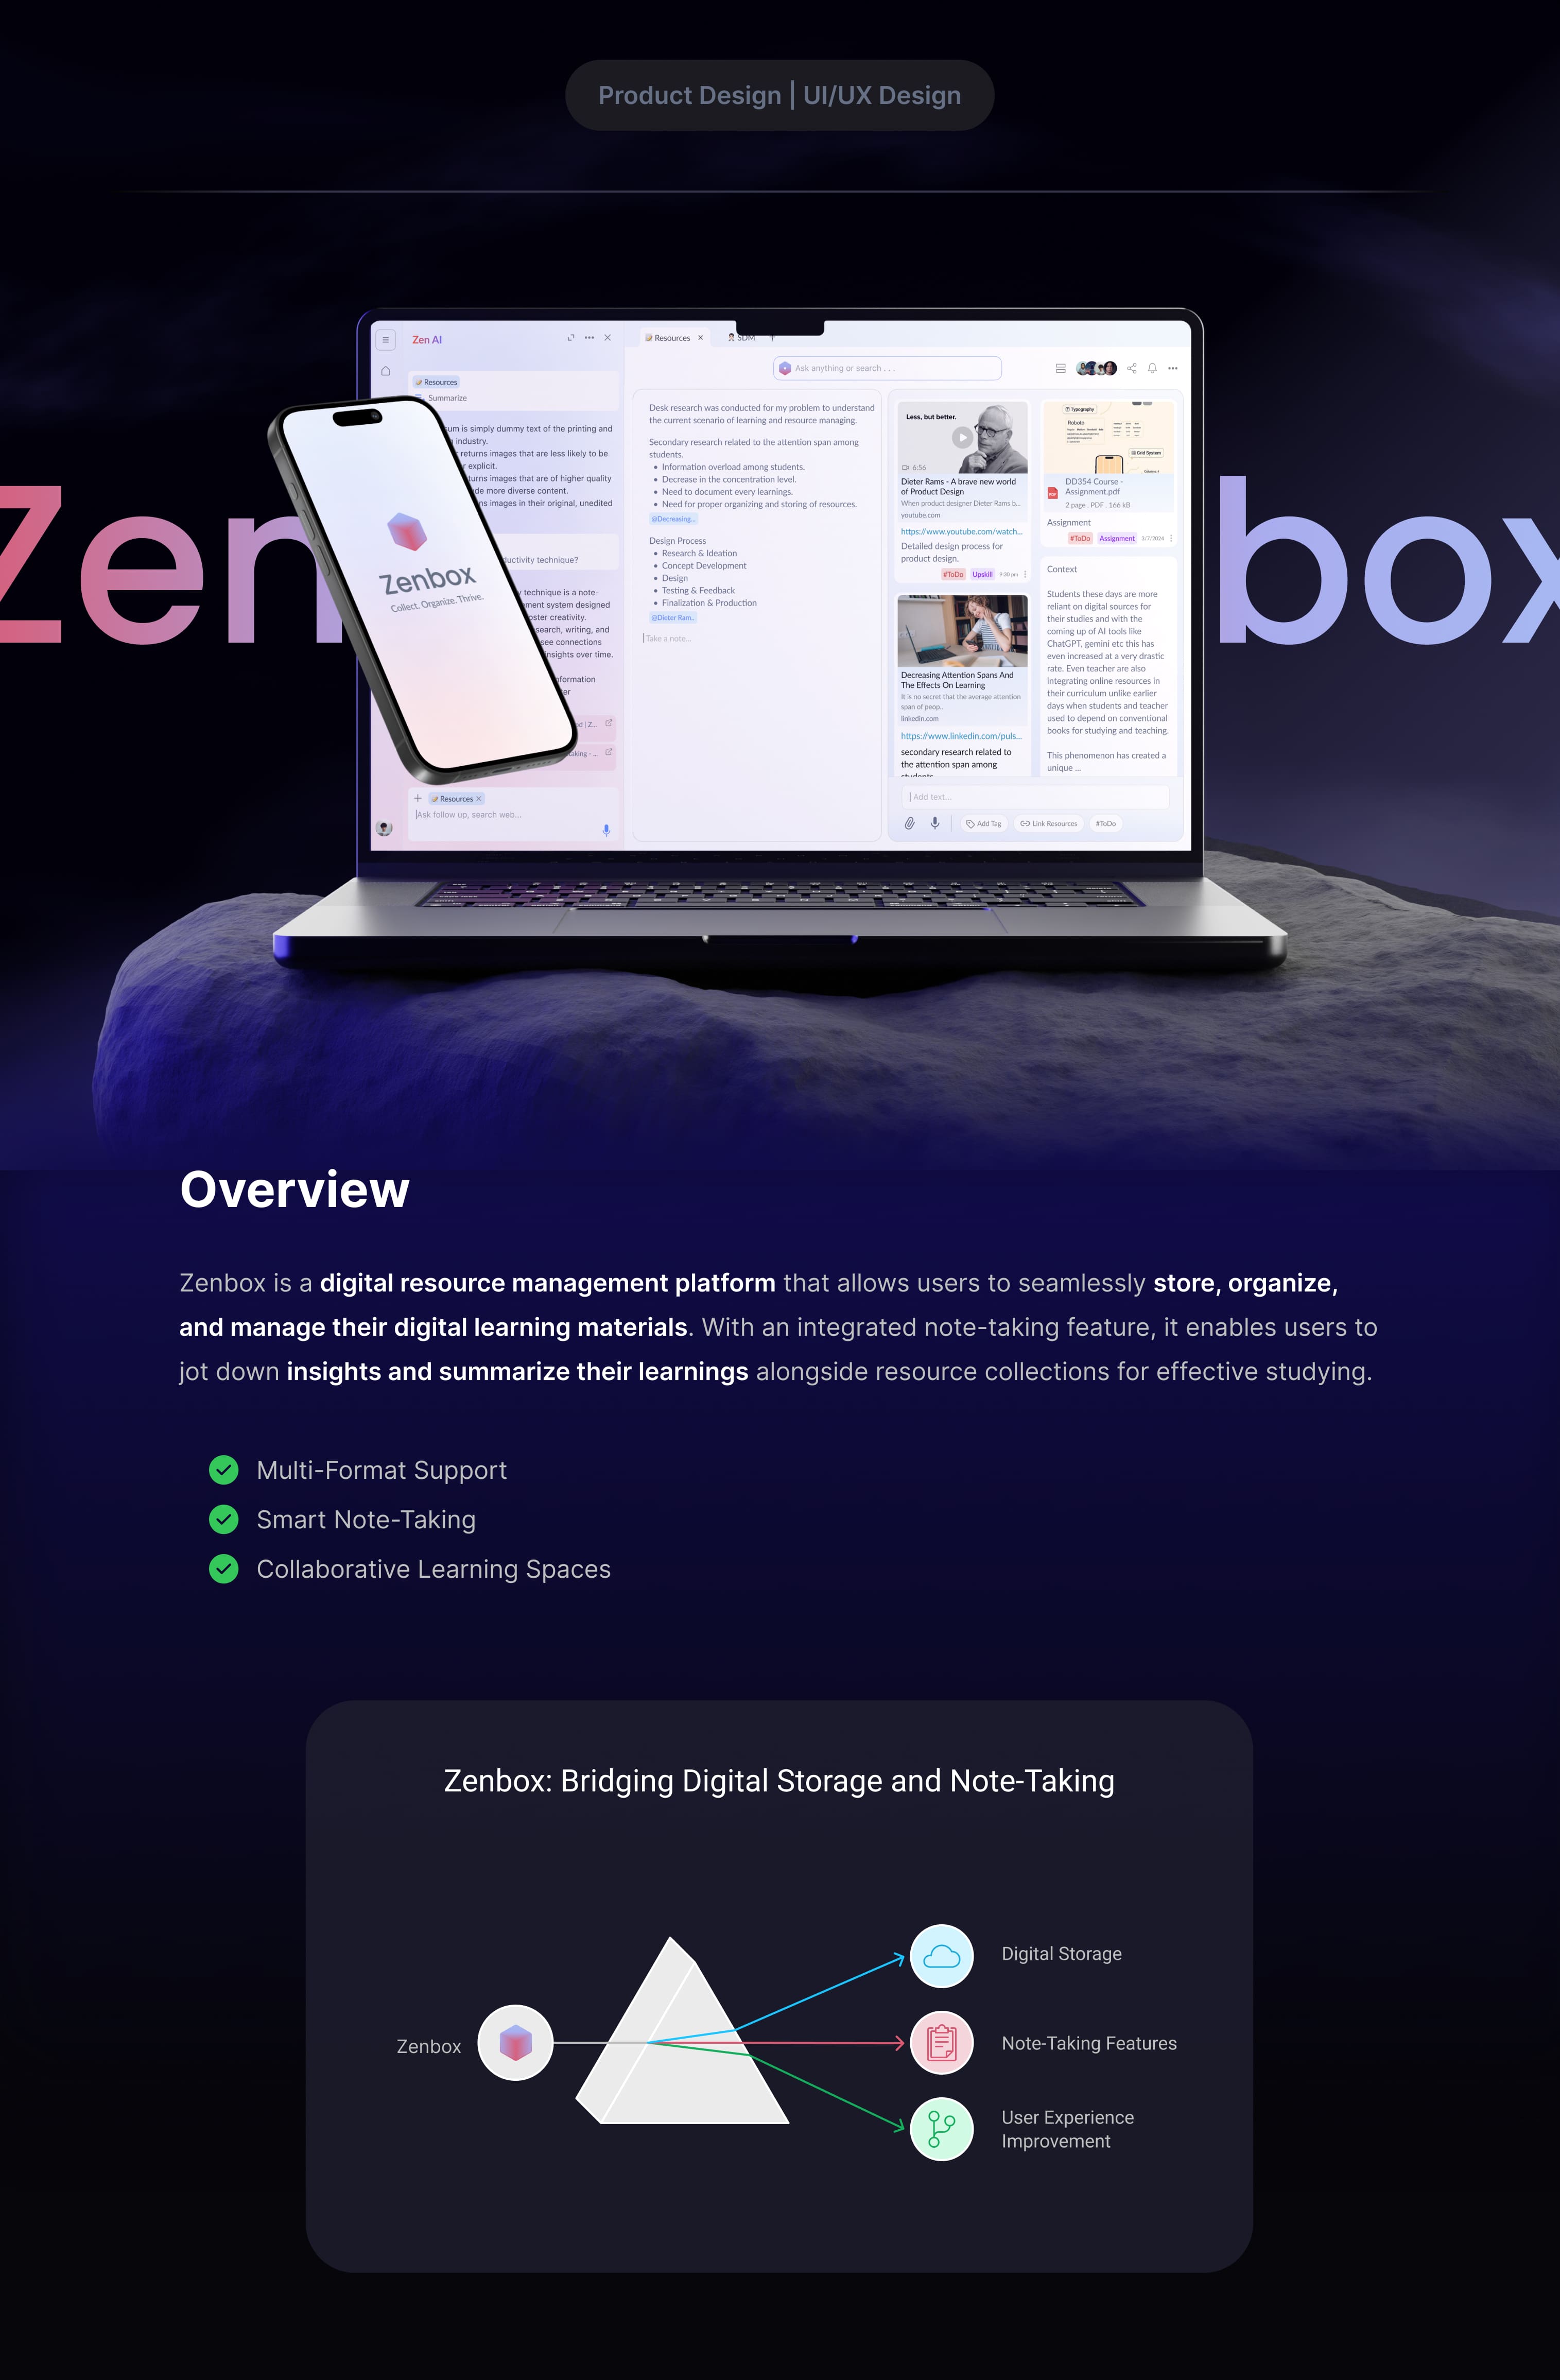 Product Design | UI/UX Design
Zen
box
Zen AI
Resources
Summarize
um is simply dummy text of the printing and
industry.
returns images that are less likely to be
explicit.
turns images that are of higher quality
de more diverse content.
ns images in their original, unedited
ductivity technique?
technique is a note-
ment system designed
oster creativity.
search, writing, and
see connections
nsights over time.
nformation
Resources
Ask follow up, search web...
Zenbox
Collect. Organize. Thrive.
Resources
SDM
Ask anything or search . . .
Desk research was conducted for my problem to understand
the current scenario of learning and resource managing.
Secondary research related to the attention span among
students.
• Information overload among students.
• Decrease in the concentration level.
• Need to document every learnings.
• Need for proper organizing and storing of resources.
@Decreasing...
Design Process
• Research & Ideation
• Concept Development
• Design
• Testing & Feedback
• Finalization & Production
@Dieter Ram..
Take a note...
Less, but better.
6:56
Dieter Rams - A brave new world
of Product Design
When product designer Dieter Rams b...
youtube.com
https://www.youtube.com/watch...
Detailed design process for
product design.
#ToDo Upskill 9:30 pm
Decreasing Attention Spans And
The Effects On Learning
It is no secret that the average attention
span of peop..
linkedin.com
https://www.linkedin.com/puls...
secondary research related to
the attention span among
students
Typography
Roboto
Grid System
DD354 Course -
Assignment.pdf
2 page . PDF . 166 kB
Assignment
#ToDo Assignment 3/7/2024
Context
Students these days are more
reliant on digital sources for
their studies and with the
coming up of AI tools like
ChatGPT, gemini etc this has
even increased at a very drastic
rate. Even teacher are also
integrating online resources in
their curriculum unlike earlier
days when students and teacher
used to depend on conventional
books for studying and teaching.
This phenomenon has created a
unique ...
Add text...
Add Tag
Link Resources
#ToDo
Overview
Zenbox is a digital resource management platform that allows users to seamlessly store, organize,
and manage their digital learning materials. With an integrated note-taking feature, it enables users to
jot down insights and summarize their learnings alongside resource collections for effective studying.
Multi-Format Support
Smart Note-Taking
Collaborative Learning Spaces
Zenbox: Bridging Digital Storage and Note-Taking
Zenbox
Digital Storage
Note-Taking Features
User Experience
Improvement